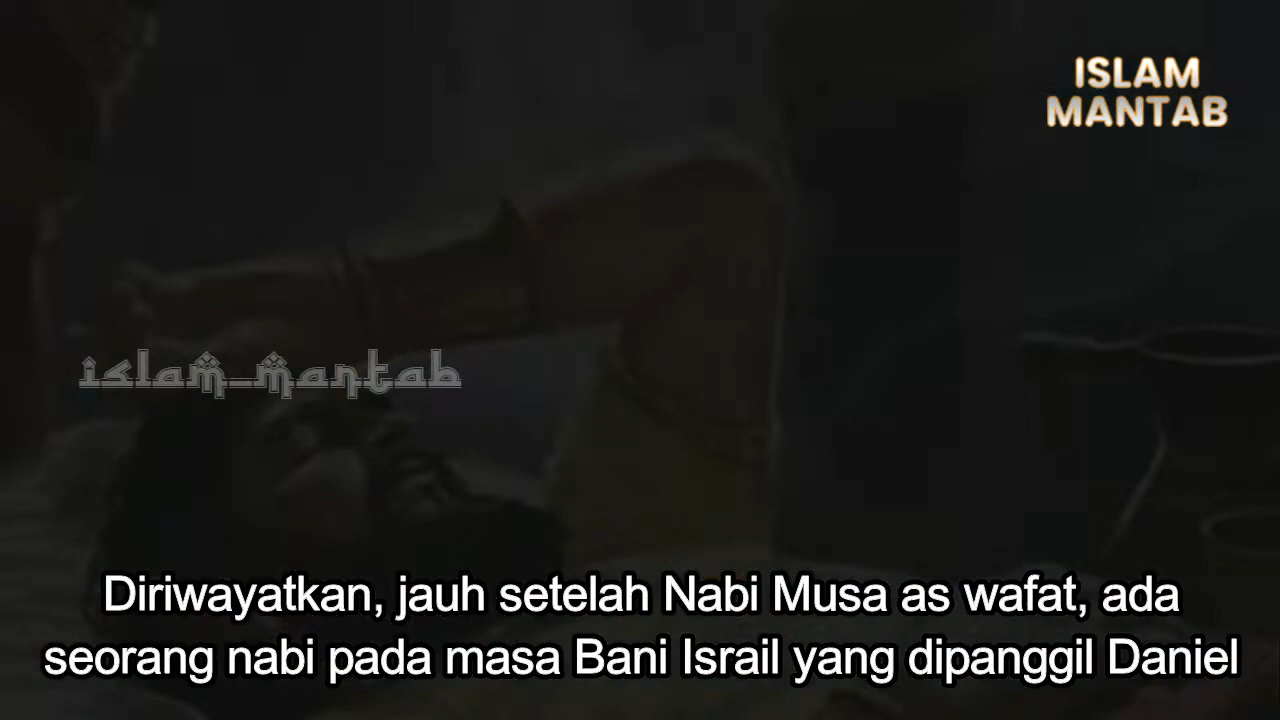 ISLAM
MANTAB
islam_mantab
Diriwayatkan, jauh setelah Nabi Musa as wafat, ada
seorang nabi pada masa Bani Israil yang dipanggil Daniel